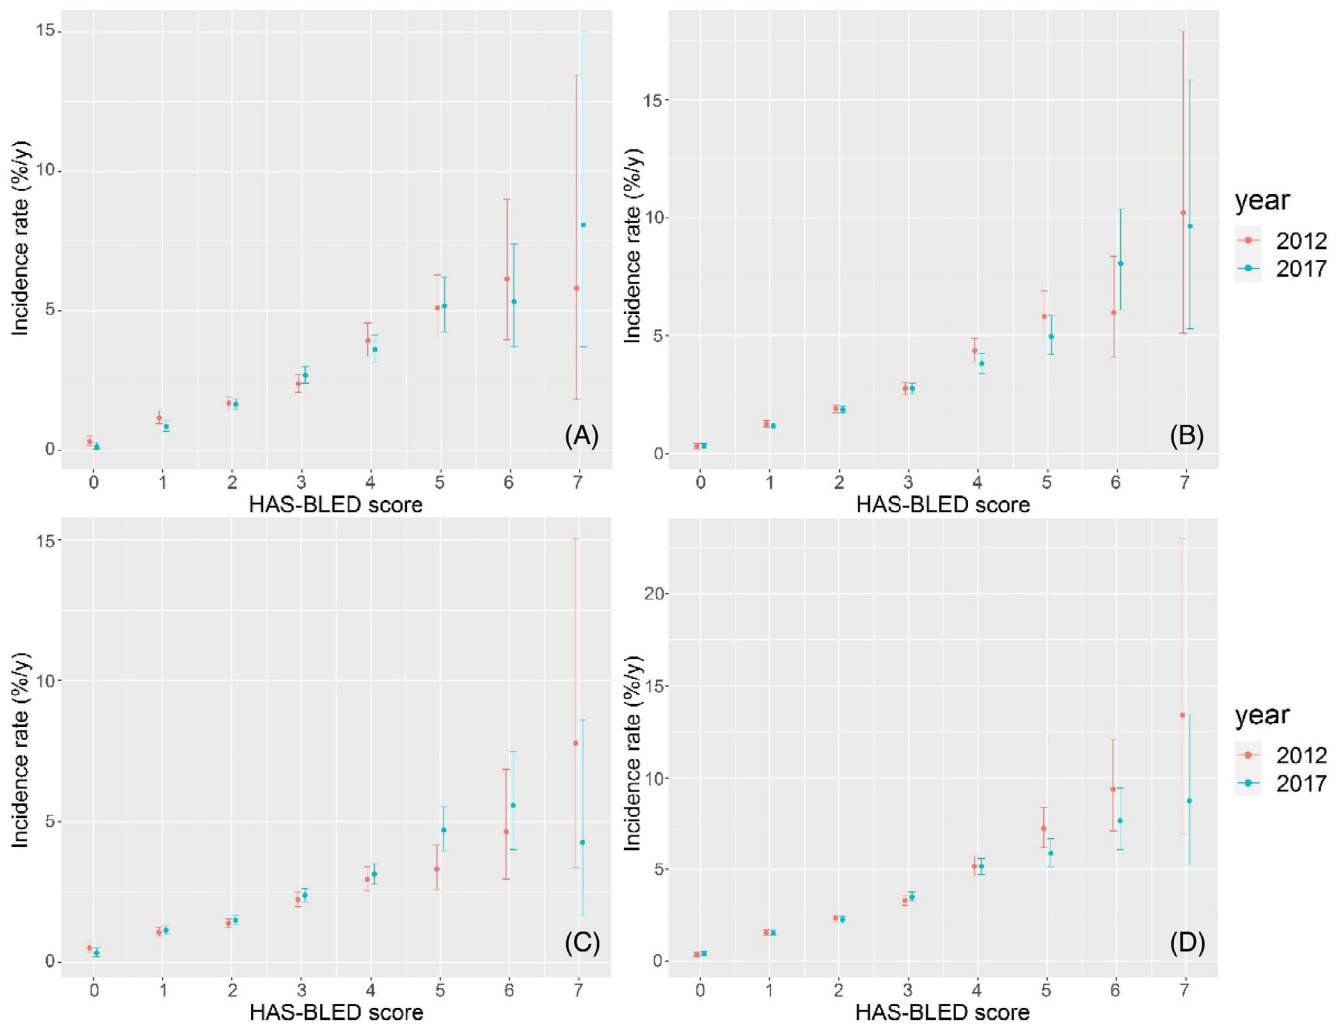 15
10
5
0
Incidence rate (%/y)
0 1 2 3 4 5 6 7
HAS-BLED score
(A)
15
10
5
0
Incidence rate (%/y)
0 1 2 3 4 5 6 7
HAS-BLED score
(B)
year
2012
2017
15
10
5
0
Incidence rate (%/y)
0 1 2 3 4 5 6 7
HAS-BLED score
(C)
20
15
10
5
0
Incidence rate (%/y)
0 1 2 3 4 5 6 7
HAS-BLED score
(D)
year
2012
2017